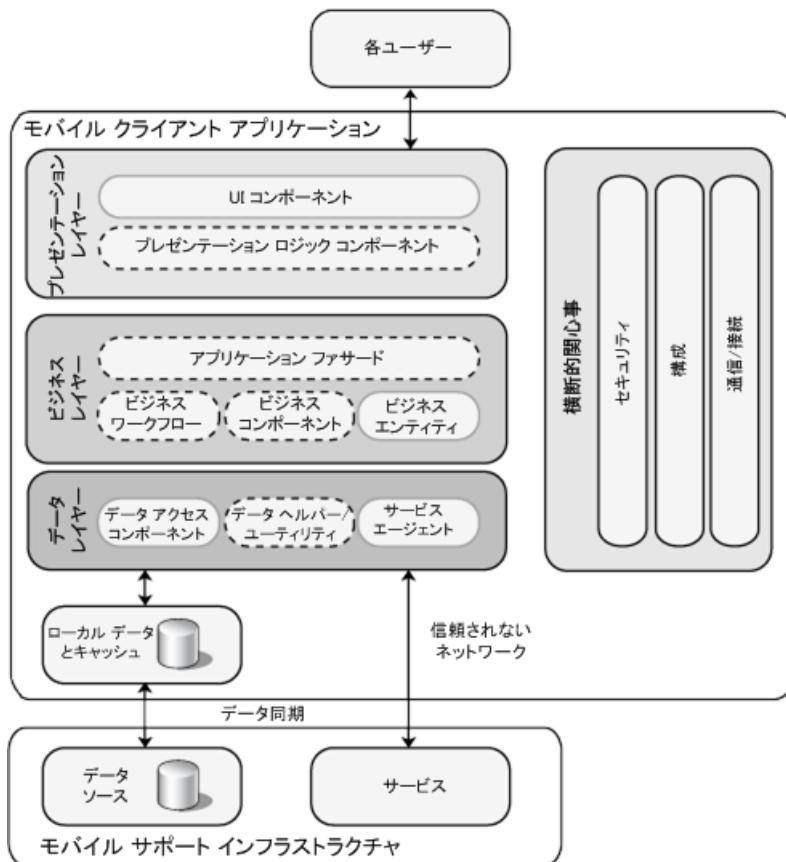 各ユーザー
モバイル クライアント アプリケーション
プレゼンテーション
レイヤー
UI コンポーネント
プレゼンテーション ロジック コンポーネント
ビジネス
レイヤー
アプリケーション ファサード
ビジネス
ワークフロー
ビジネス
コンポーネント
ビジネス
エンティティ
データ
レイヤー
データ アクセス
コンポーネント
データ ヘルパー/
ユーティリティ
サービス
エージェント
横断的関心事
セキュリティ
構成
通信/接続
ローカル データ
とキャッシュ
信頼されない
ネットワーク
データ同期
データ
ソース
サービス
モバイル サポート インフラストラクチャ